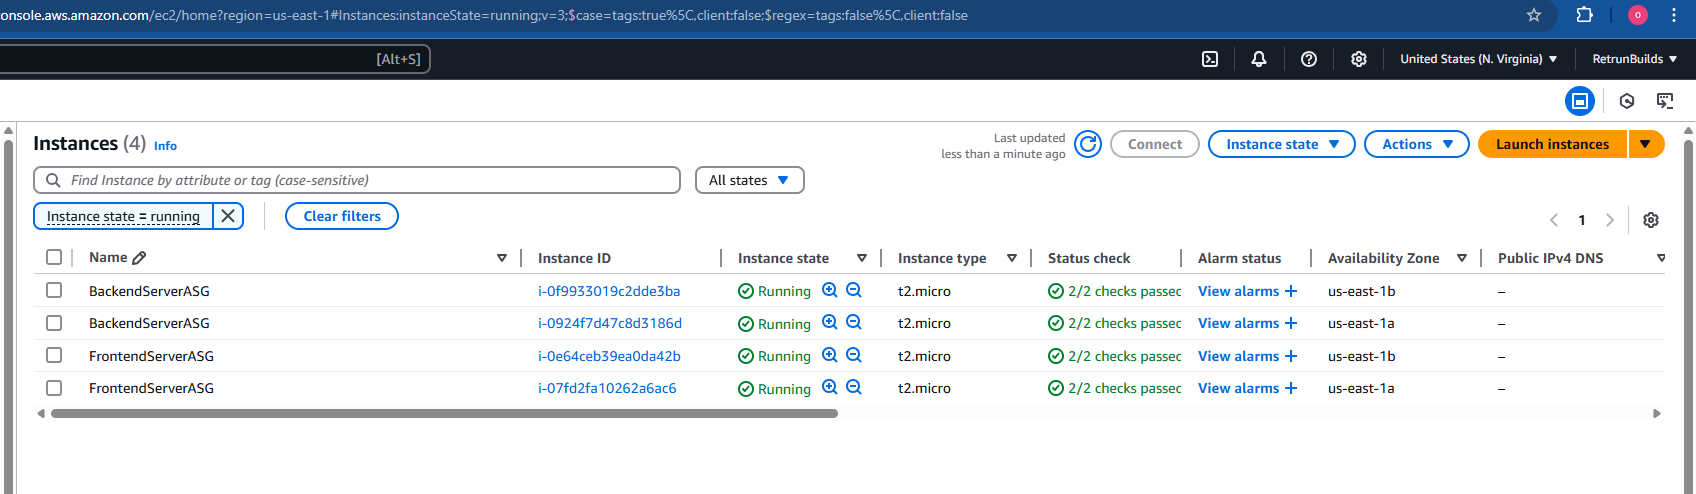 onsole.aws.amazon.com/ec2/home?region=us-east-1#Instances:instanceState=running;v=3;$case=tags:true%5C,client:false;$regex=tags:false%5C,client:false
O
[Alt+S]
United States (N. Virginia)
RetrunBuilds
Instances (4) Info
Last updated
less than a minute ago
Connect
Instance state
Actions
Launch instances
Find Instance by attribute or tag (case-sensitive)
All states
Instance state = running
Clear filters
1
Name Instance ID Instance state Instance type Status check Alarm status Availability Zone Public IPv4 DNS
BackendServerASG i-0f9933019c2dde3ba Running t2.micro 2/2 checks passed View alarms + us-east-1b –
BackendServerASG i-0924f7d47c8d3186d Running t2.micro 2/2 checks passed View alarms + us-east-1a –
FrontendServerASG i-0e64ceb39ea0da42b Running t2.micro 2/2 checks passed View alarms + us-east-1b –
FrontendServerASG i-07fd2fa10262a6ac6 Running t2.micro 2/2 checks passed View alarms + us-east-1a –